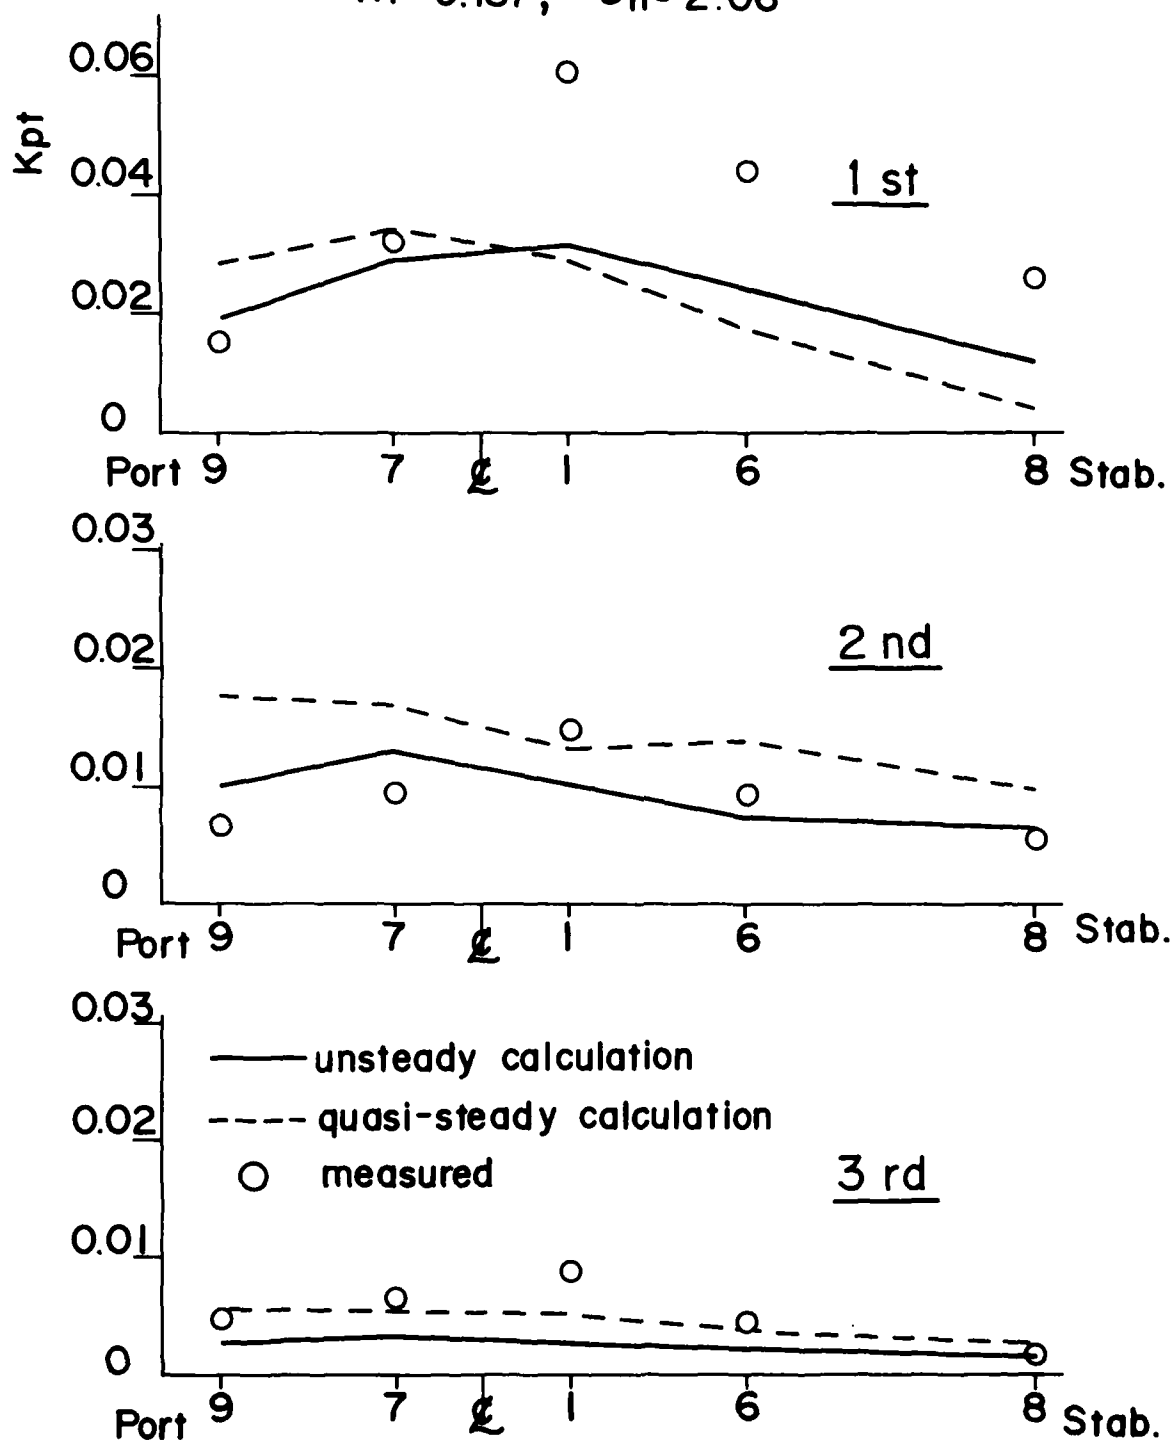 0.06
Kpt
0.04
1 st
0.02
0
Port 9 7 ℄ 1 6 8 Stab.
0.03
0.02
2 nd
0.01
0
Port 9 7 ℄ 1 6 8 Stab.
0.03
unsteady calculation
0.02
quasi-steady calculation
measured
3 rd
0.01
0
Port 9 7 ℄ 1 6 8 Stab.